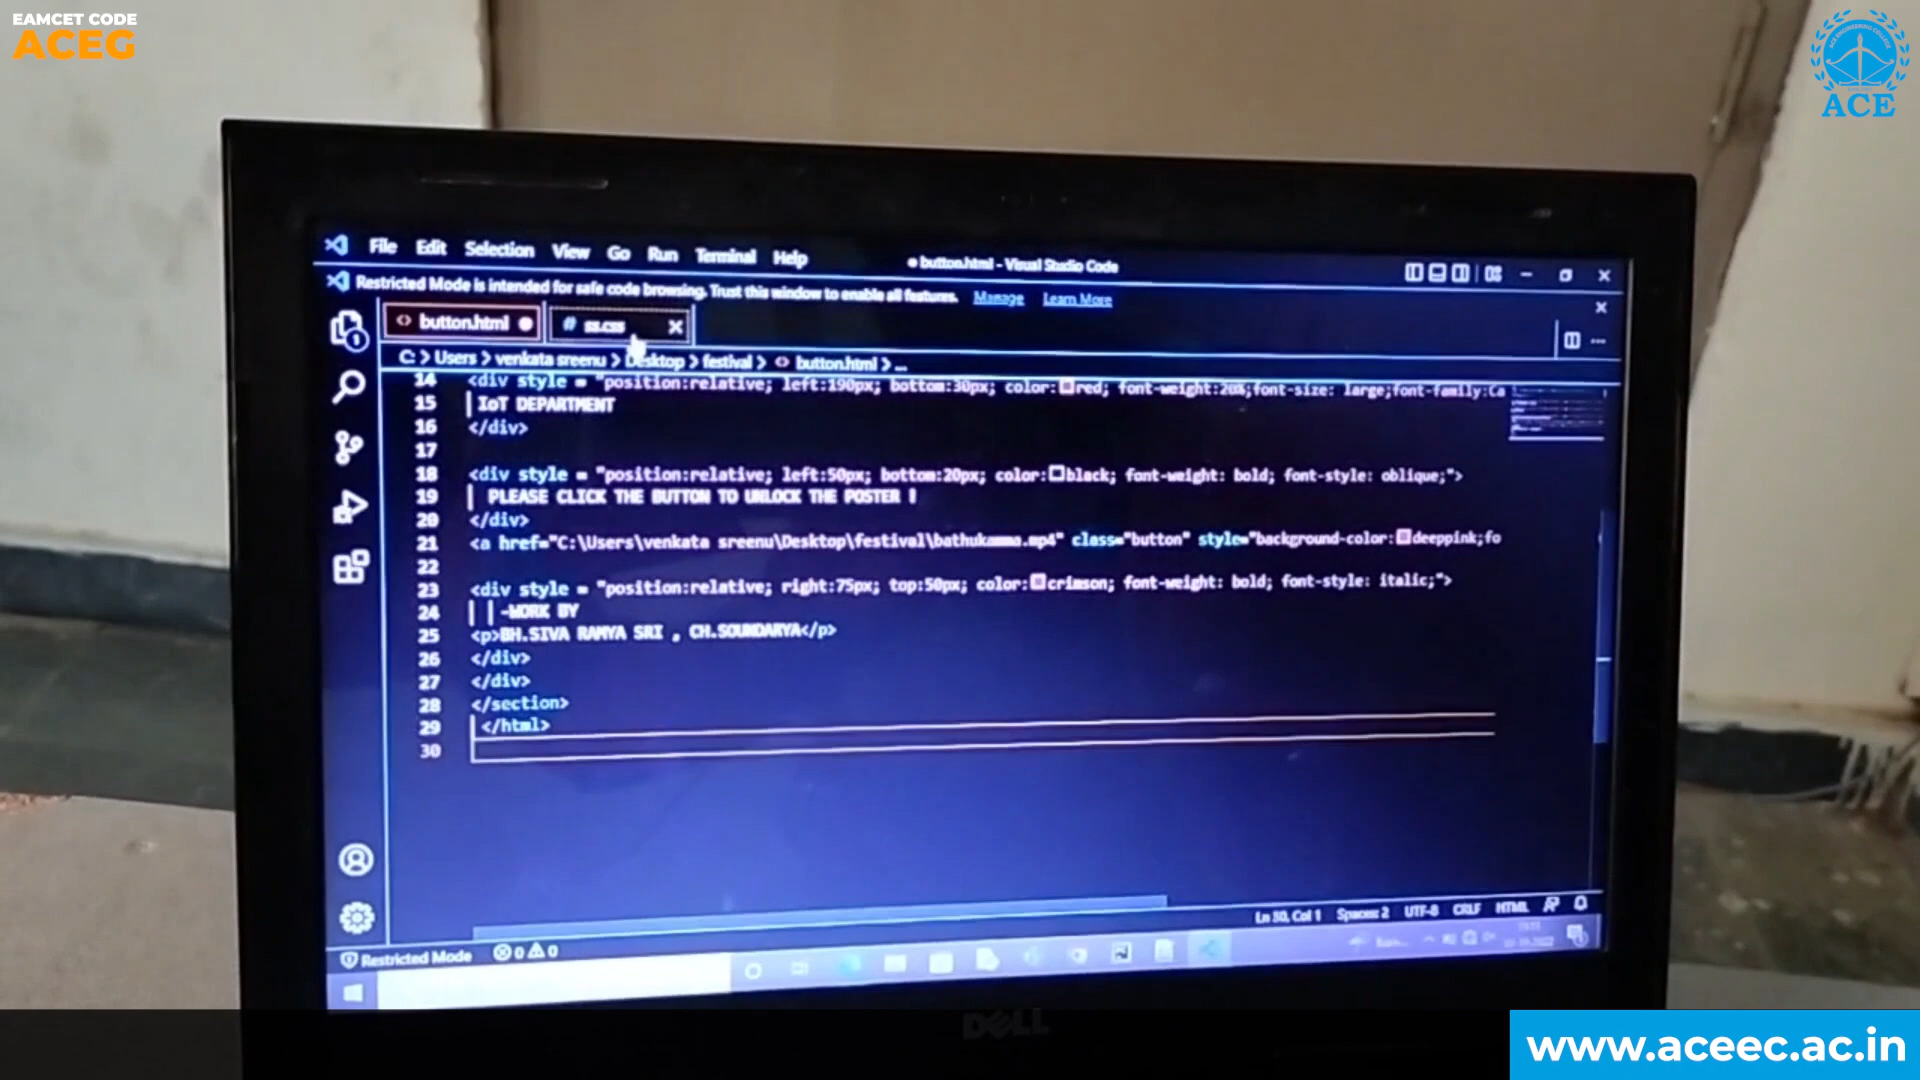 EAMCET CODE
ACEG
ACE
File Edit Selection View Go Run Terminal Help
button.html - Visual Studio Code
Restricted Mode is intended for safe code browsing. Trust this window to enable all features. Manage Learn More
button.html
# ss.css
C: > Users > venkata sreenu > Desktop > festival > button.html > ...
14 <div style = "position:relative; left:190px; bottom:30px; color:red; font-weight:20%;font-size: large;font-family:Ca
15 IoT DEPARTMENT
16 </div>
17
18 <div style = "position:relative; left:50px; bottom:20px; color:black; font-weight: bold; font-style: oblique;">
19 PLEASE CLICK THE BUTTON TO UNLOCK THE POSTER !
20 </div>
21 <a href="C:\Users\venkata sreenu\Desktop\festival\bathukamma.mp4" class="button" style="background-color:deeppink;fo
22
23 <div style = "position:relative; right:75px; top:50px; color:crimson; font-weight: bold; font-style: italic;">
24 -WORK BY
25 <p>BH.SIVA RAMYA SRI , CH.SOUNDARYA</p>
26 </div>
27 </div>
28 </section>
29 </html>
30
Ln 30, Col 1 Spaces: 2 UTF-8 CRLF HTML
Restricted Mode 0 0
DELL
www.aceec.ac.in